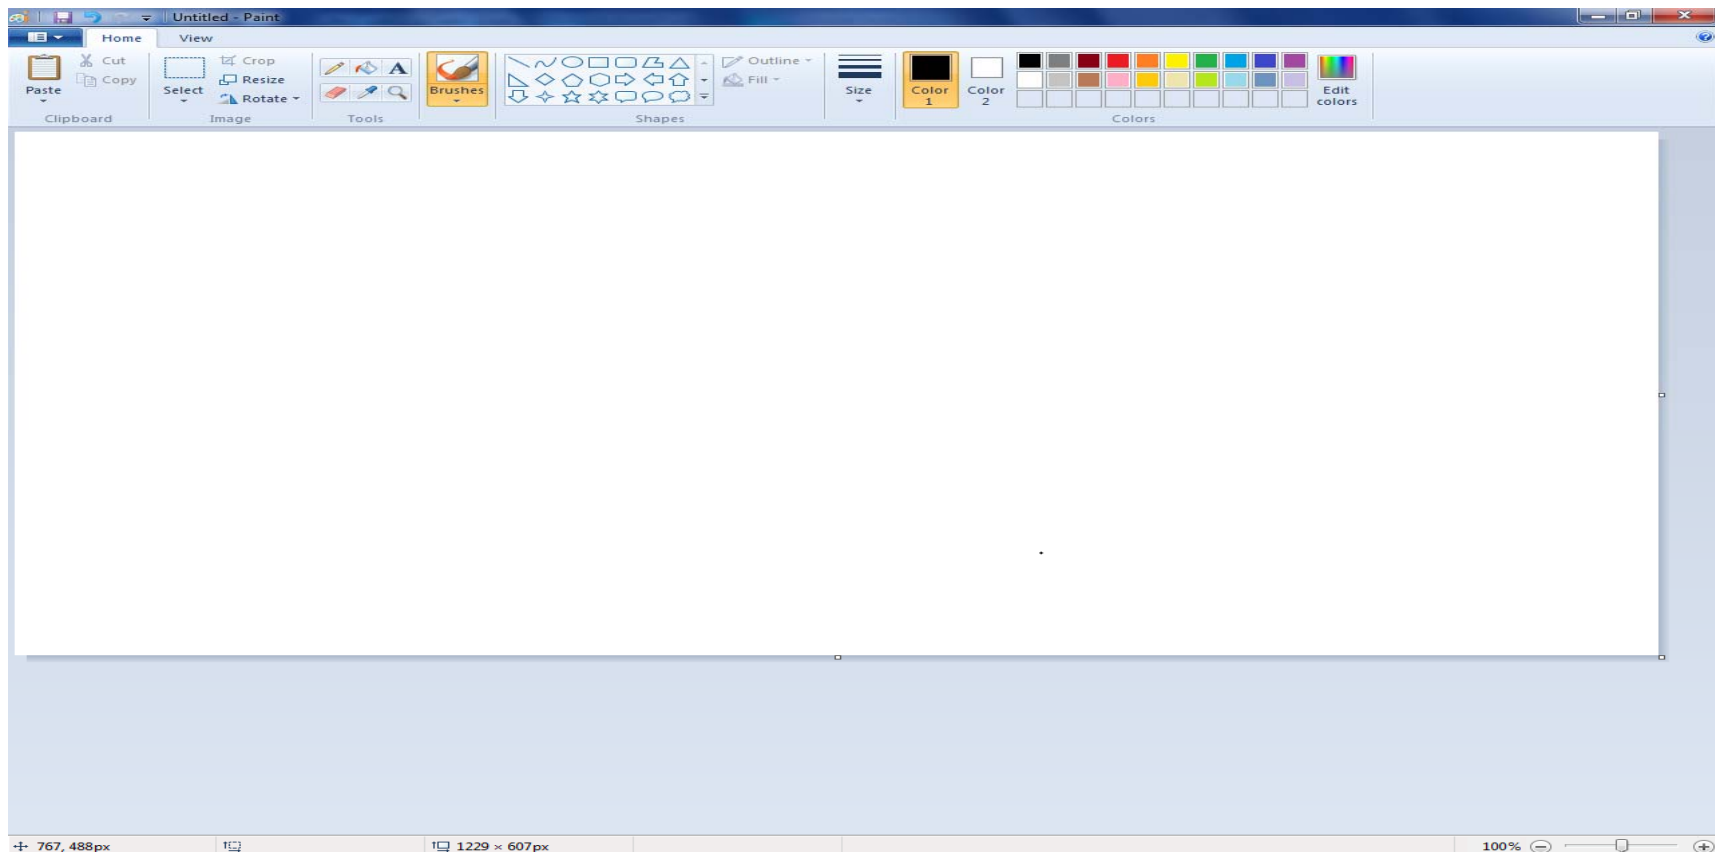 Untitled - Paint
Home View
Cut Crop Outline
Copy Resize Fill
Paste Select Rotate Brushes Size Color 1 Color 2 Edit colors
Clipboard Image Tools Shapes Colors
A
767, 488px 1229 × 607px 100%